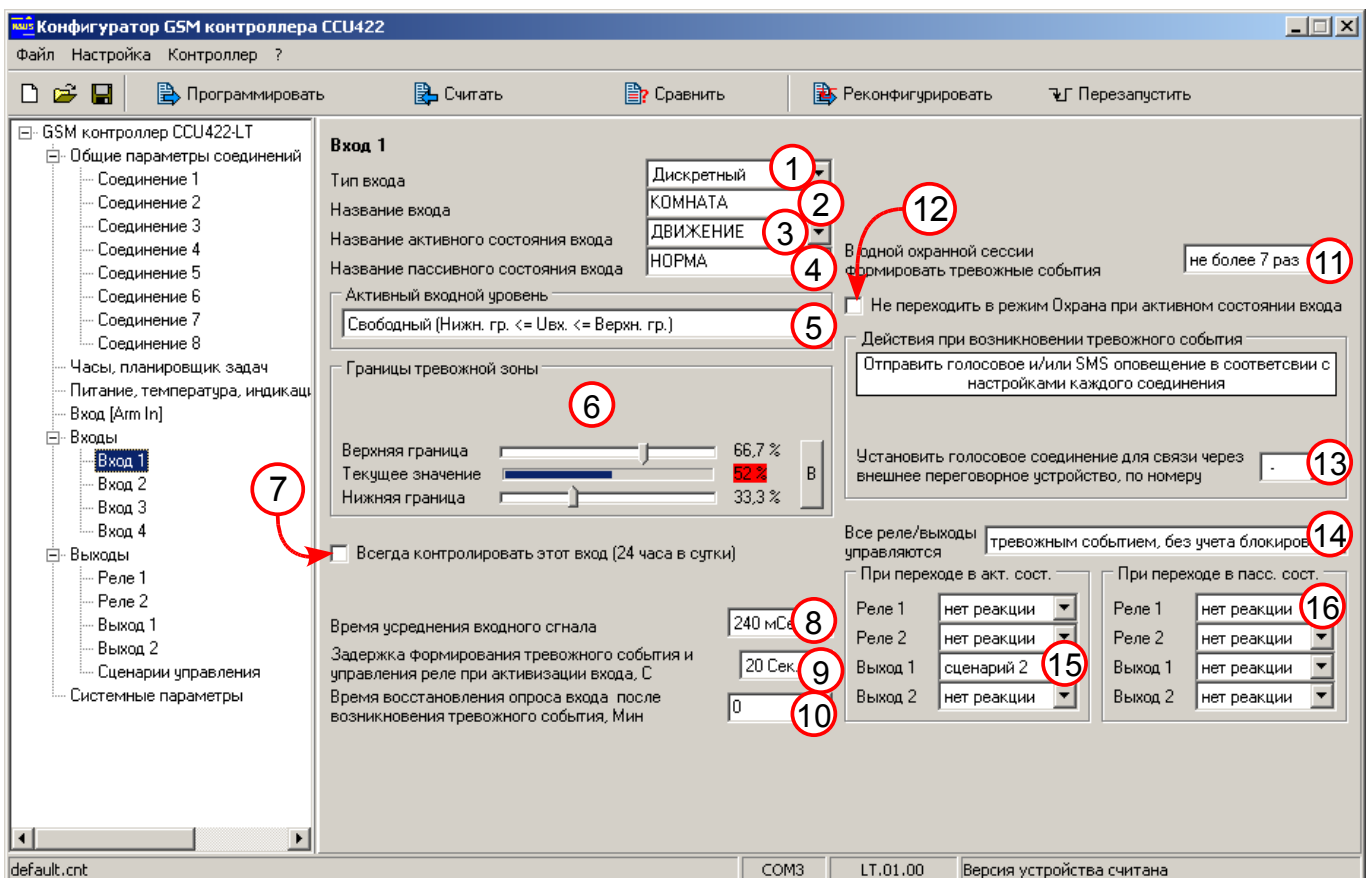 Конфигуратор GSM контроллера CCU422
Файл Настройка Контроллер ?
Программировать Считать Сравнить Реконфигурировать Перезапустить
GSM контроллер CCU422-LT
Общие параметры соединений
Соединение 1
Соединение 2
Соединение 3
Соединение 4
Соединение 5
Соединение 6
Соединение 7
Соединение 8
Часы, планировщик задач
Питание, температура, индикац
Вход [Arm In]
Входы
Вход 1
Вход 2
Вход 3
Вход 4
Выходы
Реле 1
Реле 2
Выход 1
Выход 2
Сценарии управления
Системные параметры
7
Вход 1
Тип входа Дискретный 1
Название входа КОМНАТА 2
Название активного состояния входа ДВИЖЕНИЕ 3
Название пассивного состояния входа НОРМА 4
Активный входной уровень
Свободный (Нижн. гр. <= Uвх. <= Верхн. гр.) 5
Границы тревожной зоны
6
Верхняя граница 66,7 %
Текущее значение 52 % В
Нижняя граница 33,3 %
Всегда контролировать этот вход (24 часа в сутки)
Время усреднения входного сгнала 240 мСе 8
Задержка формирования тревожного события и
управления реле при активизации входа, С 20 Сек. 9
Время восстановления опроса входа после
возникновения тревожного события, Мин 0 10
12
В одной охранной сессии
формировать тревожные события не более 7 раз 11
Не переходить в режим Охрана при активном состоянии входа
Действия при возникновении тревожного события
Отправить голосовое и/или SMS оповещение в соответсвии с
настройками каждого соединения
Установить голосовое соединение для связи через
внешнее переговорное устройство, по номеру - 13
Все реле/выходы
управляются тревожным событием, без учета блокиров 14
При переходе в акт. сост.
Реле 1 нет реакции
Реле 2 нет реакции
Выход 1 сценарий 2 15
Выход 2 нет реакции
При переходе в пасс. сост.
Реле 1 нет реакции 16
Реле 2 нет реакции
Выход 1 нет реакции
Выход 2 нет реакции
default.cnt COM3 LT.01.00 Версия устройства считана